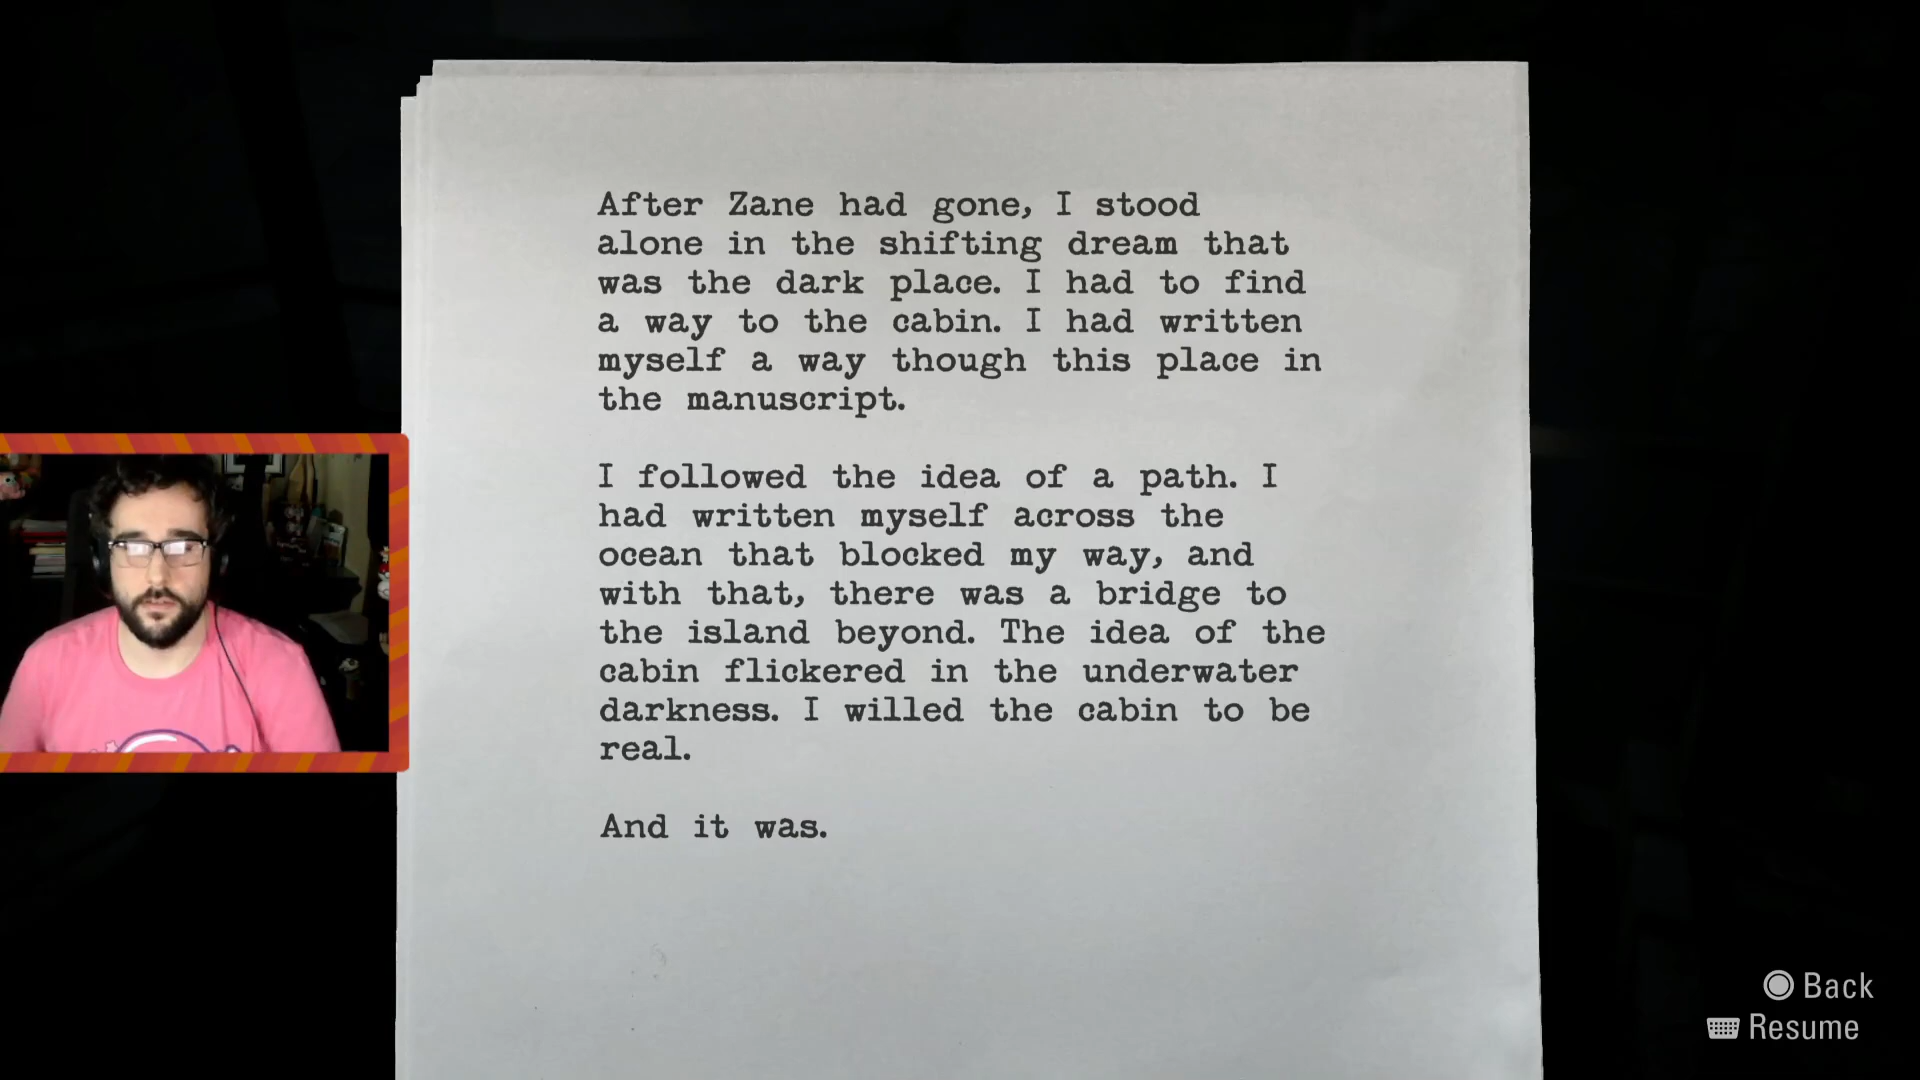 After Zane had gone, I stood
alone in the shifting dream that
was the dark place. I had to find
a way to the cabin. I had written
myself a way though this place in
the manuscript.
I followed the idea of a path. I
had written myself across the
ocean that blocked my way, and
with that, there was a bridge to
the island beyond. The idea of the
cabin flickered in the underwater
darkness. I willed the cabin to be
real.
And it was.
Back
Resume